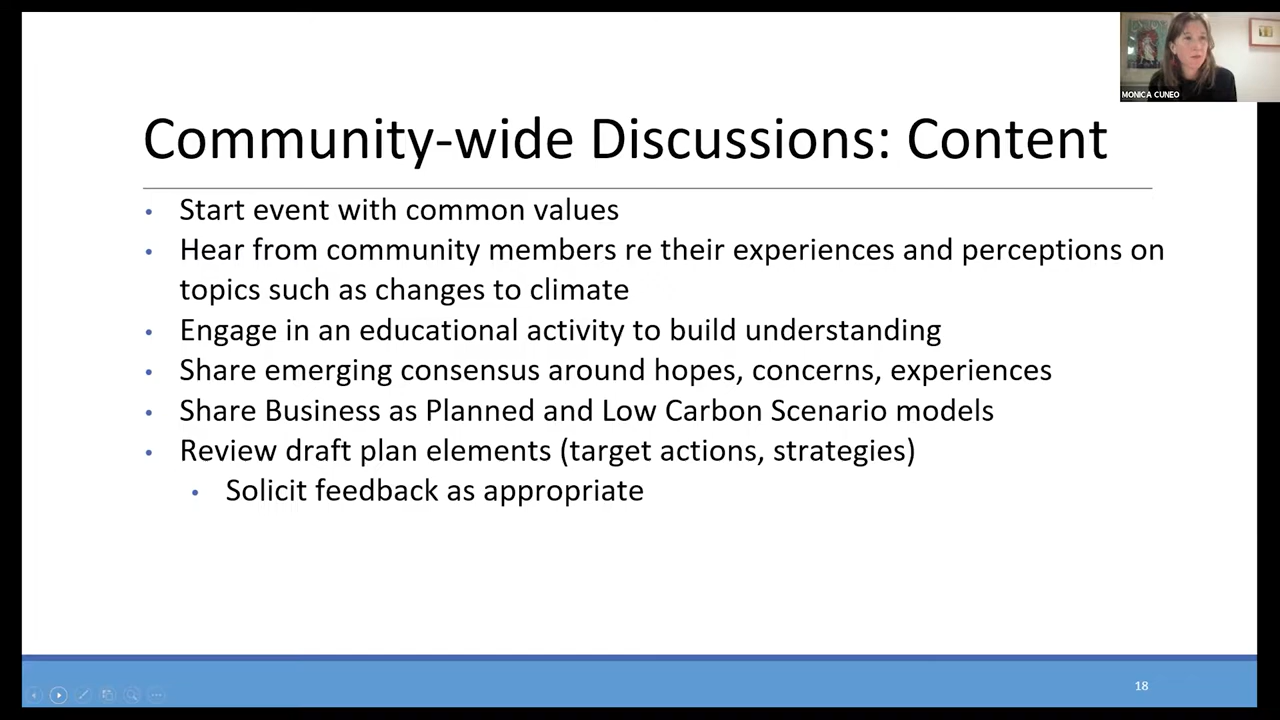 MONICA CUNEO
Community-wide Discussions: Content
• Start event with common values
• Hear from community members re their experiences and perceptions on
topics such as changes to climate
• Engage in an educational activity to build understanding
• Share emerging consensus around hopes, concerns, experiences
• Share Business as Planned and Low Carbon Scenario models
• Review draft plan elements (target actions, strategies)
• Solicit feedback as appropriate
18